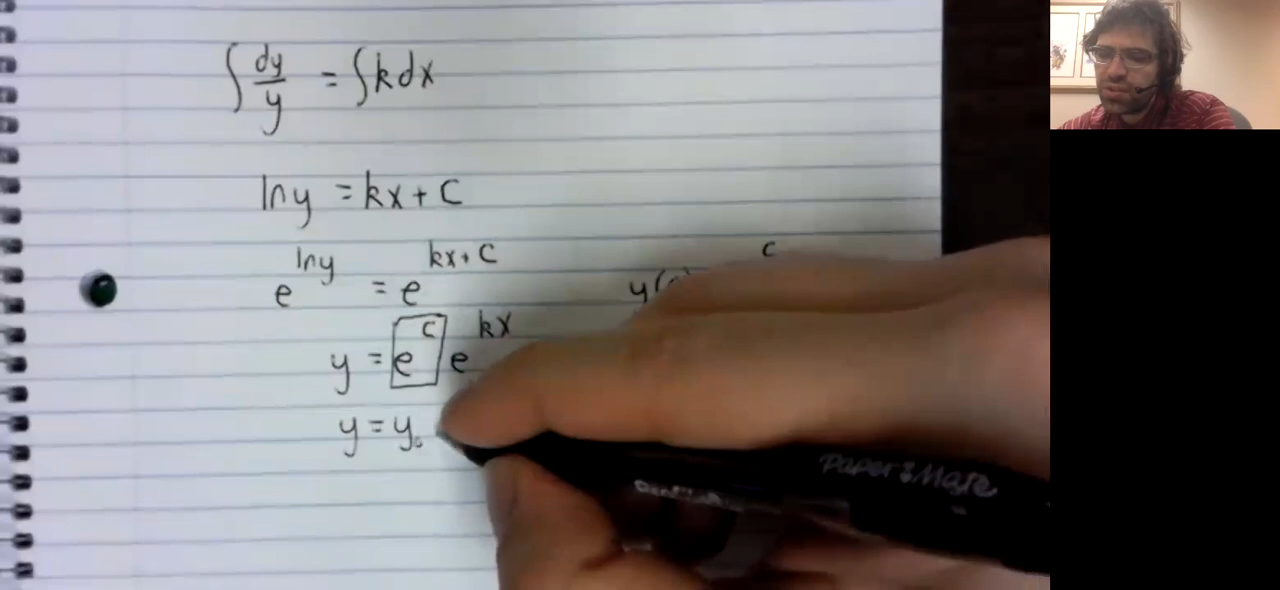 ∫ dy/y = ∫ k dx
ln y = kx + C
e^(ln y) = e^(kx + C)
y(
c
y = e^c e^(kx)
y = y₀
Paper:Mate